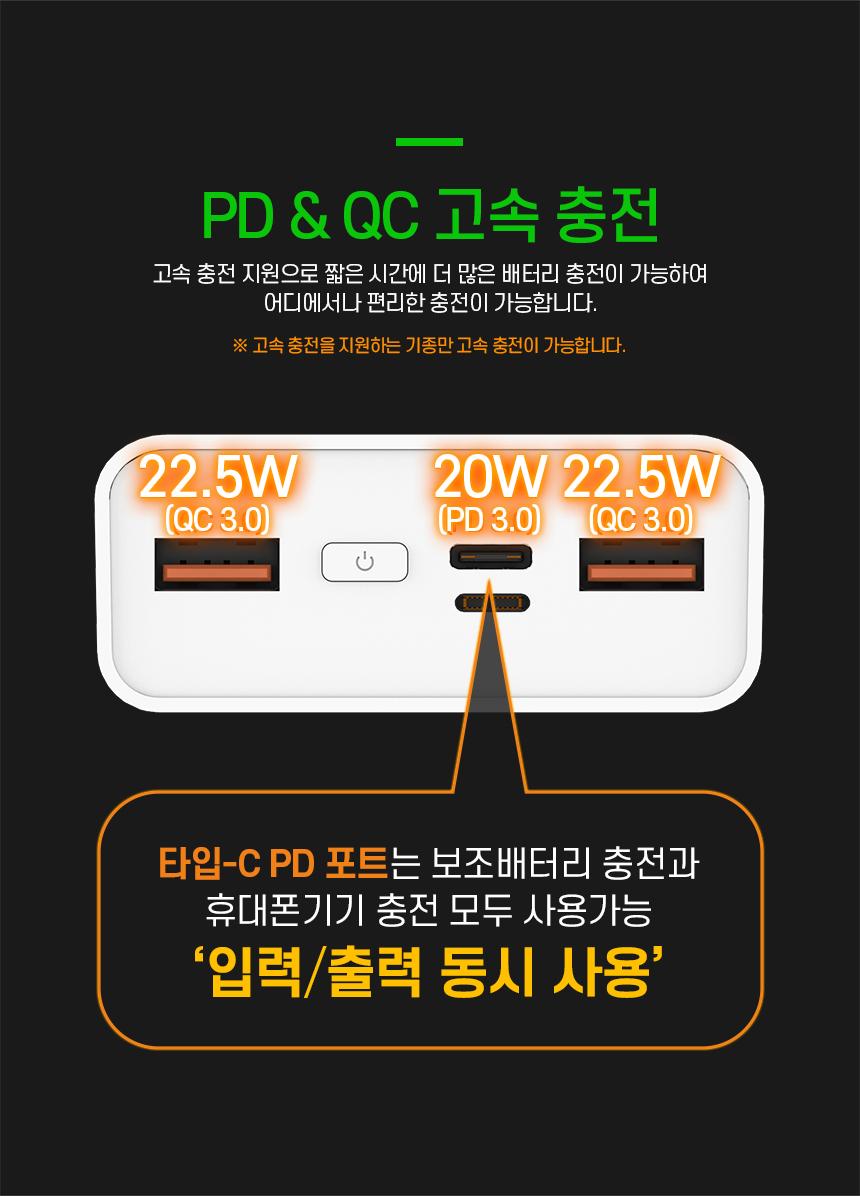 PD & QC 고속 충전
고속 충전 지원으로 짧은 시간에 더 많은 배터리 충전이 가능하여
어디에서나 편리한 충전이 가능합니다.
※ 고속 충전을 지원하는 기종만 고속 충전이 가능합니다.
22.5W 20W 22.5W
(QC 3.0) (PD 3.0) (QC 3.0)
타입-C PD 포트는 보조배터리 충전과
휴대폰기기 충전 모두 사용가능
‘입력/출력 동시 사용’